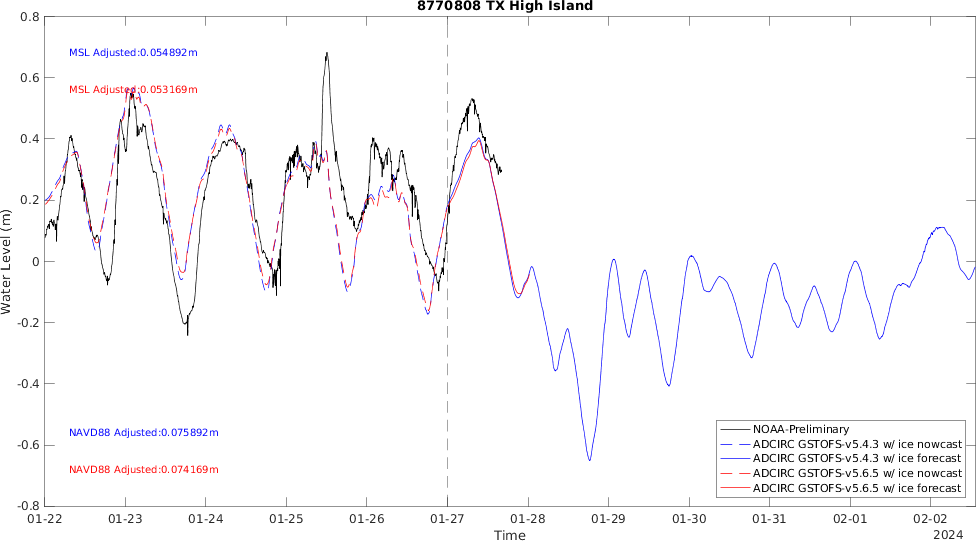 8770808 TX High Island
0.8
0.6
0.4
0.2
0
-0.2
-0.4
-0.6
-0.8
Water Level (m)
MSL Adjusted:0.054892m
MSL Adjusted:0.053169m
NAVD88 Adjusted:0.075892m
NAVD88 Adjusted:0.074169m
NOAA-Preliminary
ADCIRC GSTOFS-v5.4.3 w/ ice nowcast
ADCIRC GSTOFS-v5.4.3 w/ ice forecast
ADCIRC GSTOFS-v5.6.5 w/ ice nowcast
ADCIRC GSTOFS-v5.6.5 w/ ice forecast
01-22 01-23 01-24 01-25 01-26 01-27 01-28 01-29 01-30 01-31 02-01 02-02
Time
2024